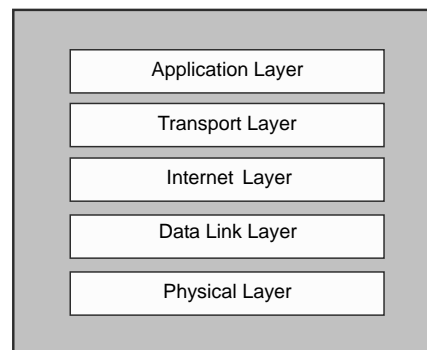 Application Layer
Transport Layer
Internet Layer
Data Link Layer
Physical Layer